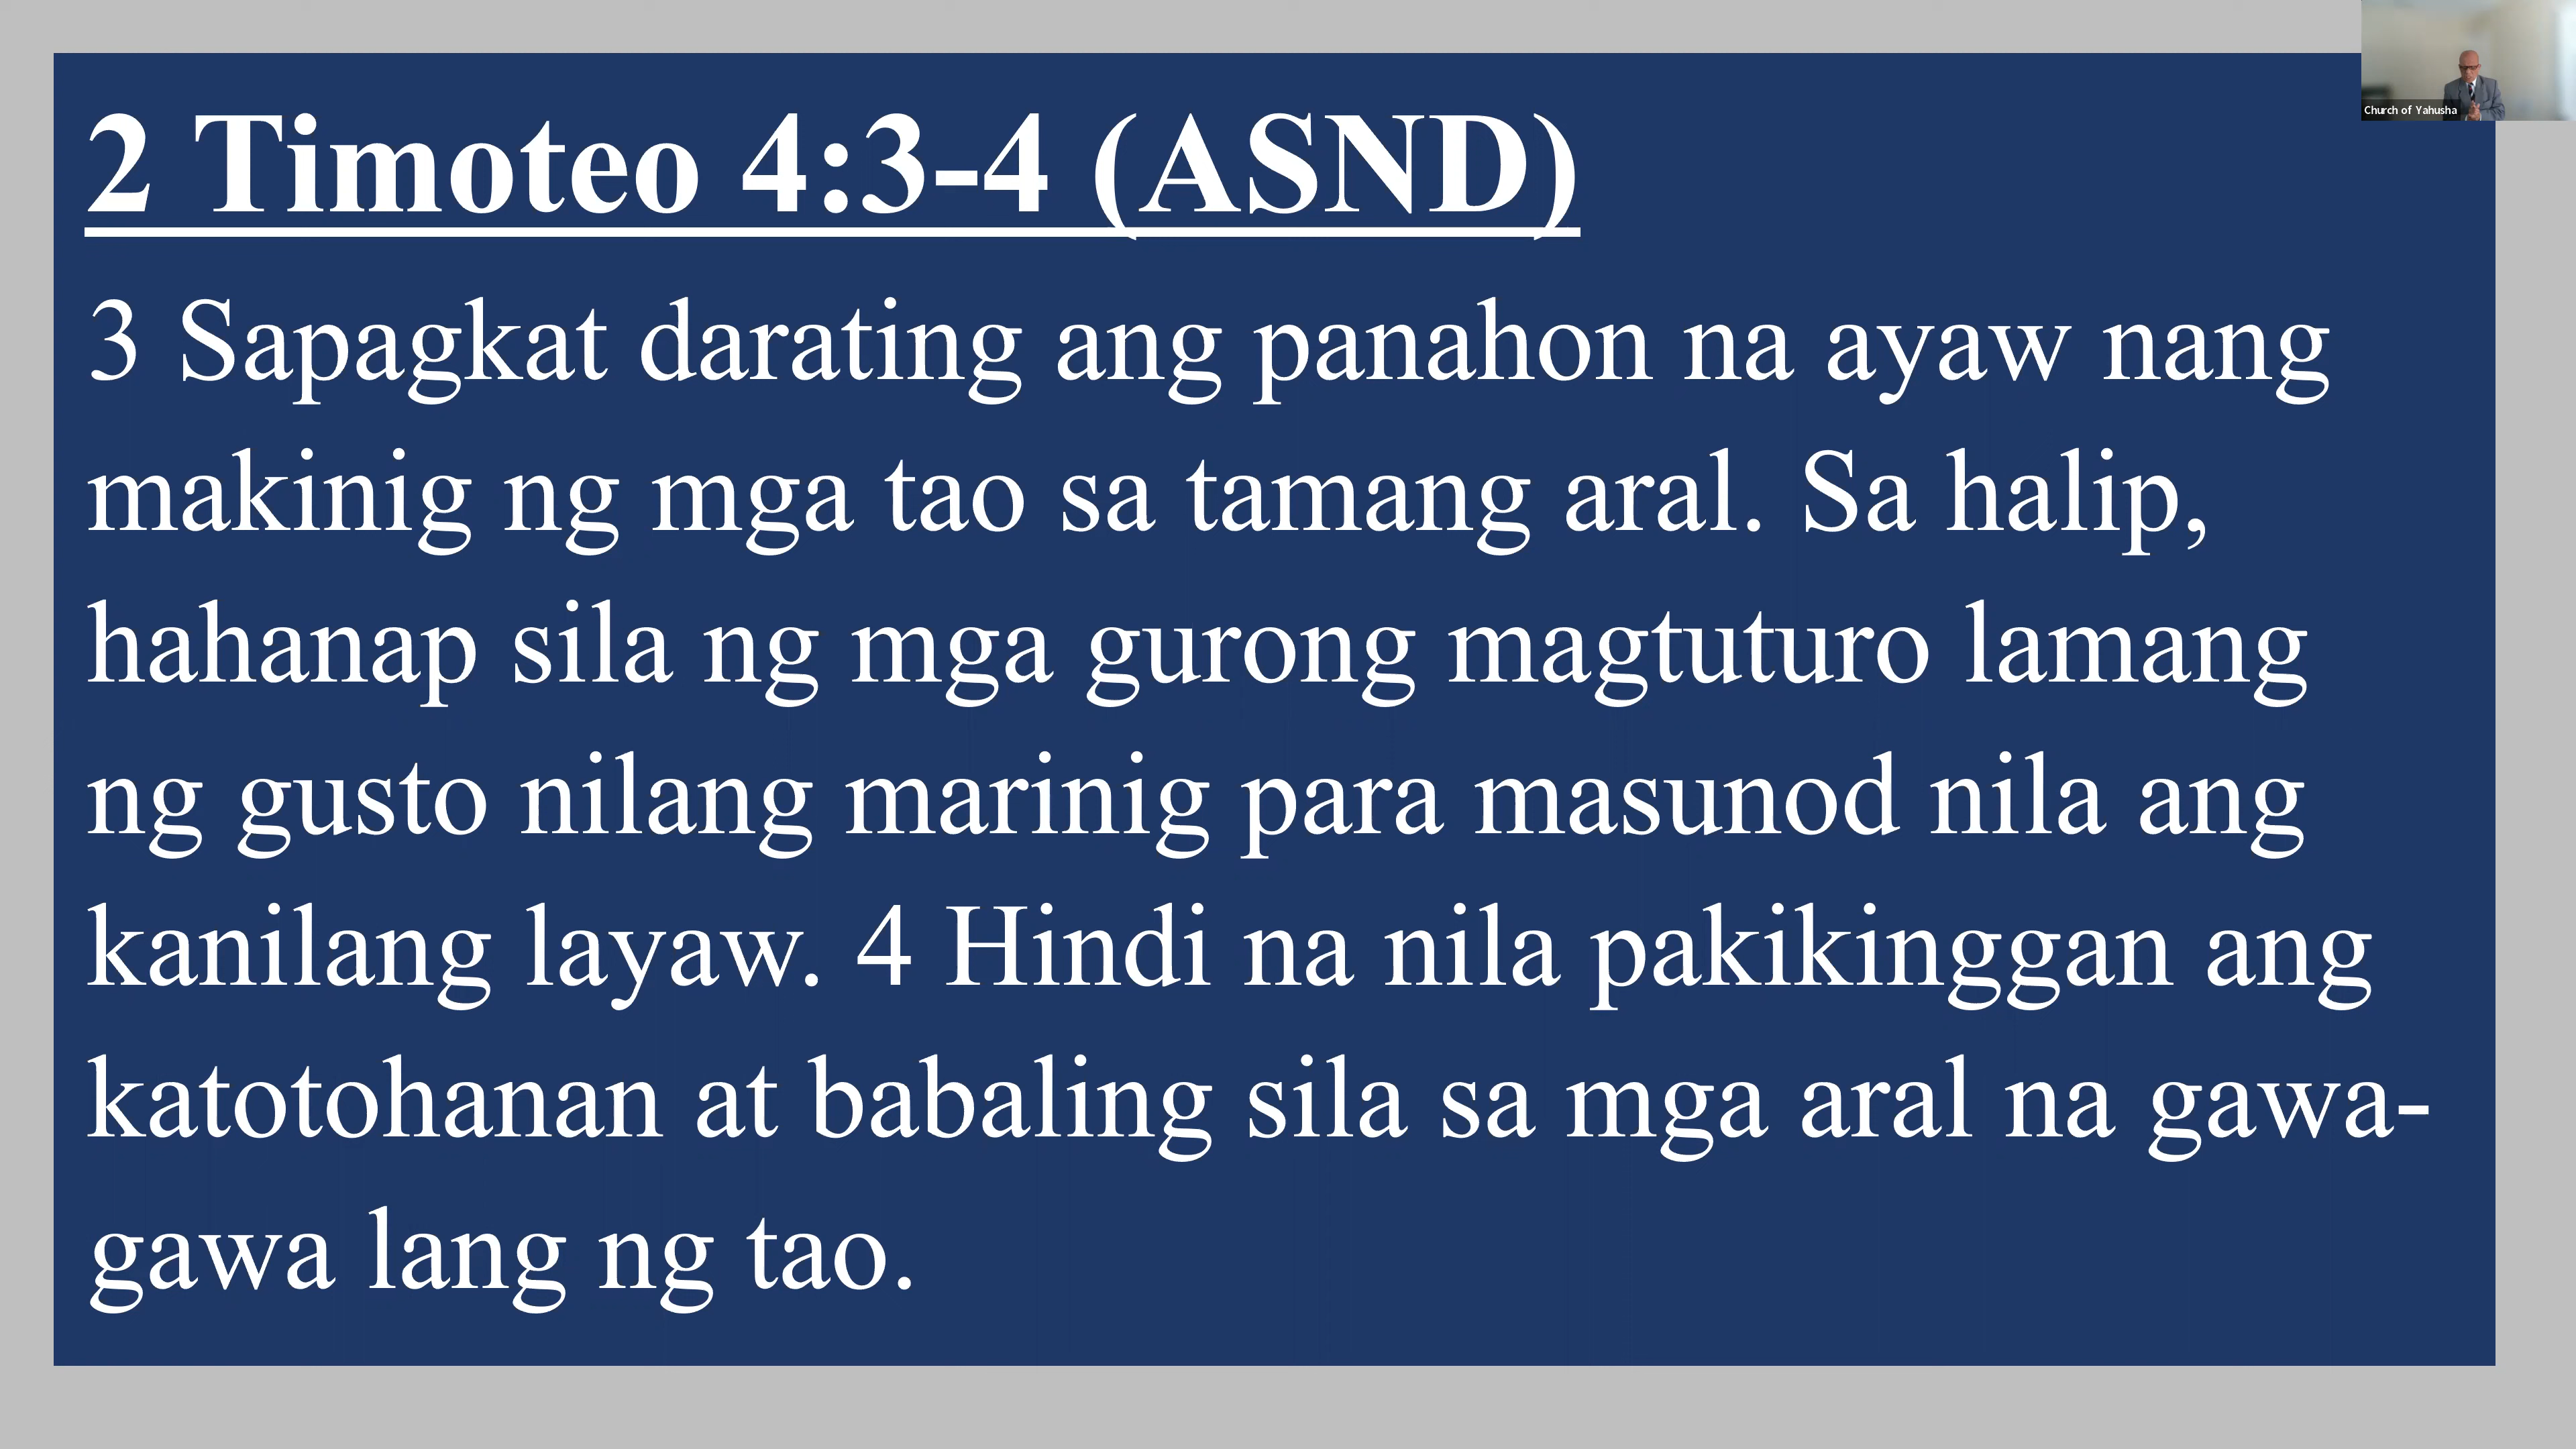 2 Timoteo 4:3-4 (ASND)
3 Sapagkat darating ang panahon na ayaw nang
makinig ng mga tao sa tamang aral. Sa halip,
hahanap sila ng mga gurong magtuturo lamang
ng gusto nilang marinig para masunod nila ang
kanilang layaw. 4 Hindi na nila pakikinggan ang
katotohanan at babaling sila sa mga aral na gawa-
gawa lang ng tao.
Church of Yahusha